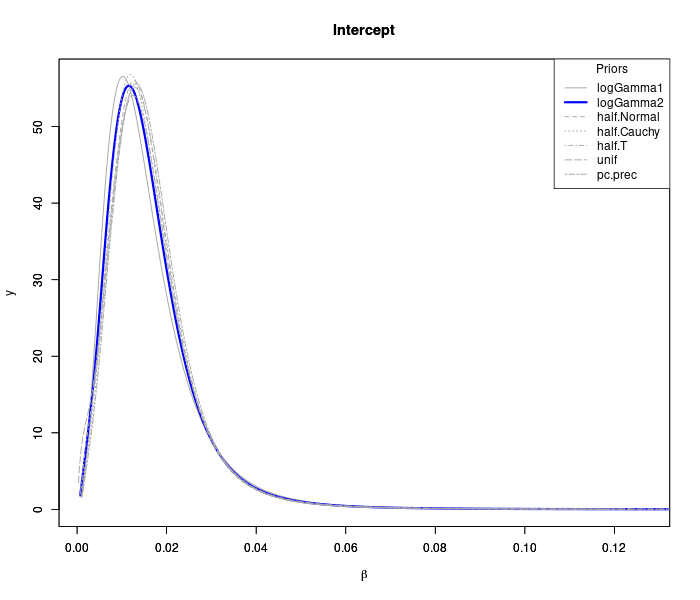 Intercept
Priors
logGamma1
logGamma2
half.Normal
half.Cauchy
half.T
unif
pc.prec
y
50
40
30
20
10
0
0.00 0.02 0.04 0.06 0.08 0.10 0.12
β